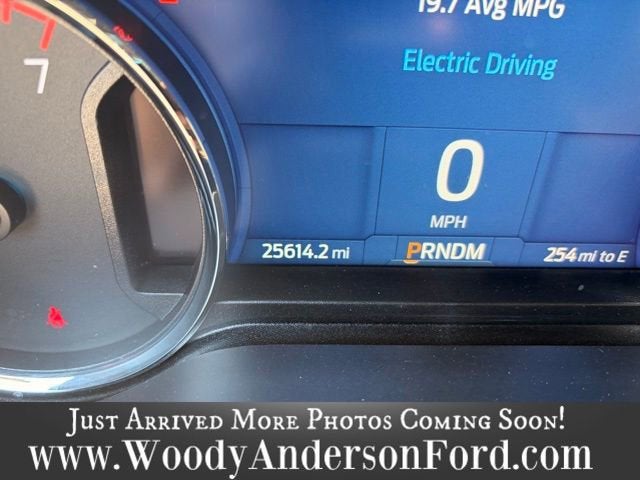 19.7 Avg MPG
7
Electric Driving
0
MPH
25614.2 mi
PRNDM
254 mi to E
Just Arrived More Photos Coming Soon!
www.WoodyAndersonFord.com